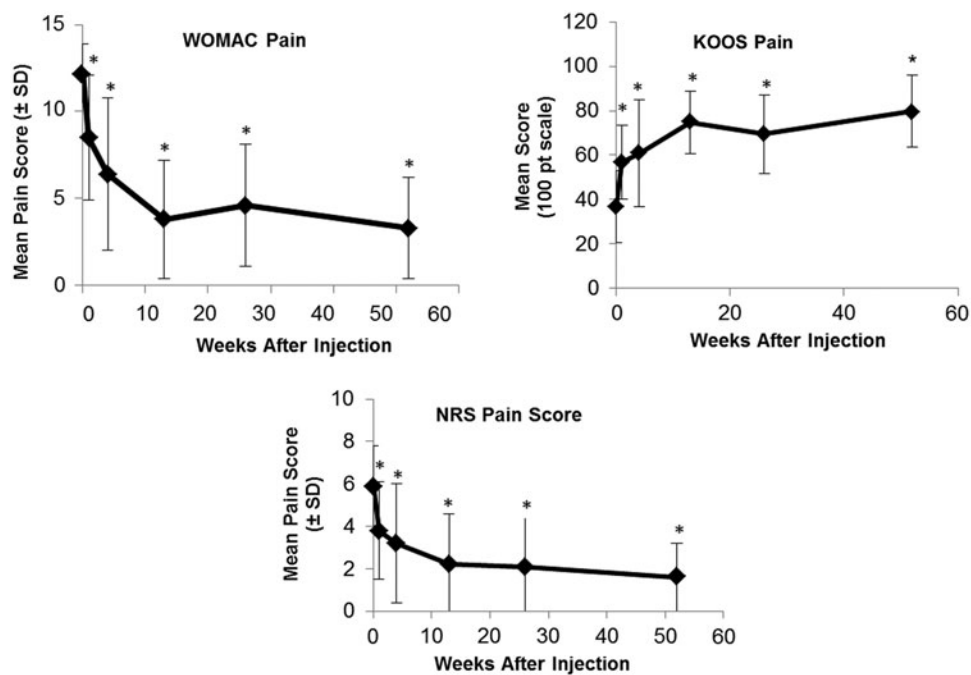 WOMAC Pain
Mean Pain Score (± SD)
15
10
5
0
* * * * *
0 10 20 30 40 50 60
Weeks After Injection
KOOS Pain
Mean Score
(100 pt scale)
120
100
80
60
40
20
0
* * * * *
0 20 40 60
Weeks After Injection
NRS Pain Score
Mean Pain Score
(± SD)
10
8
6
4
2
0
* * * * *
0 10 20 30 40 50 60
Weeks After Injection